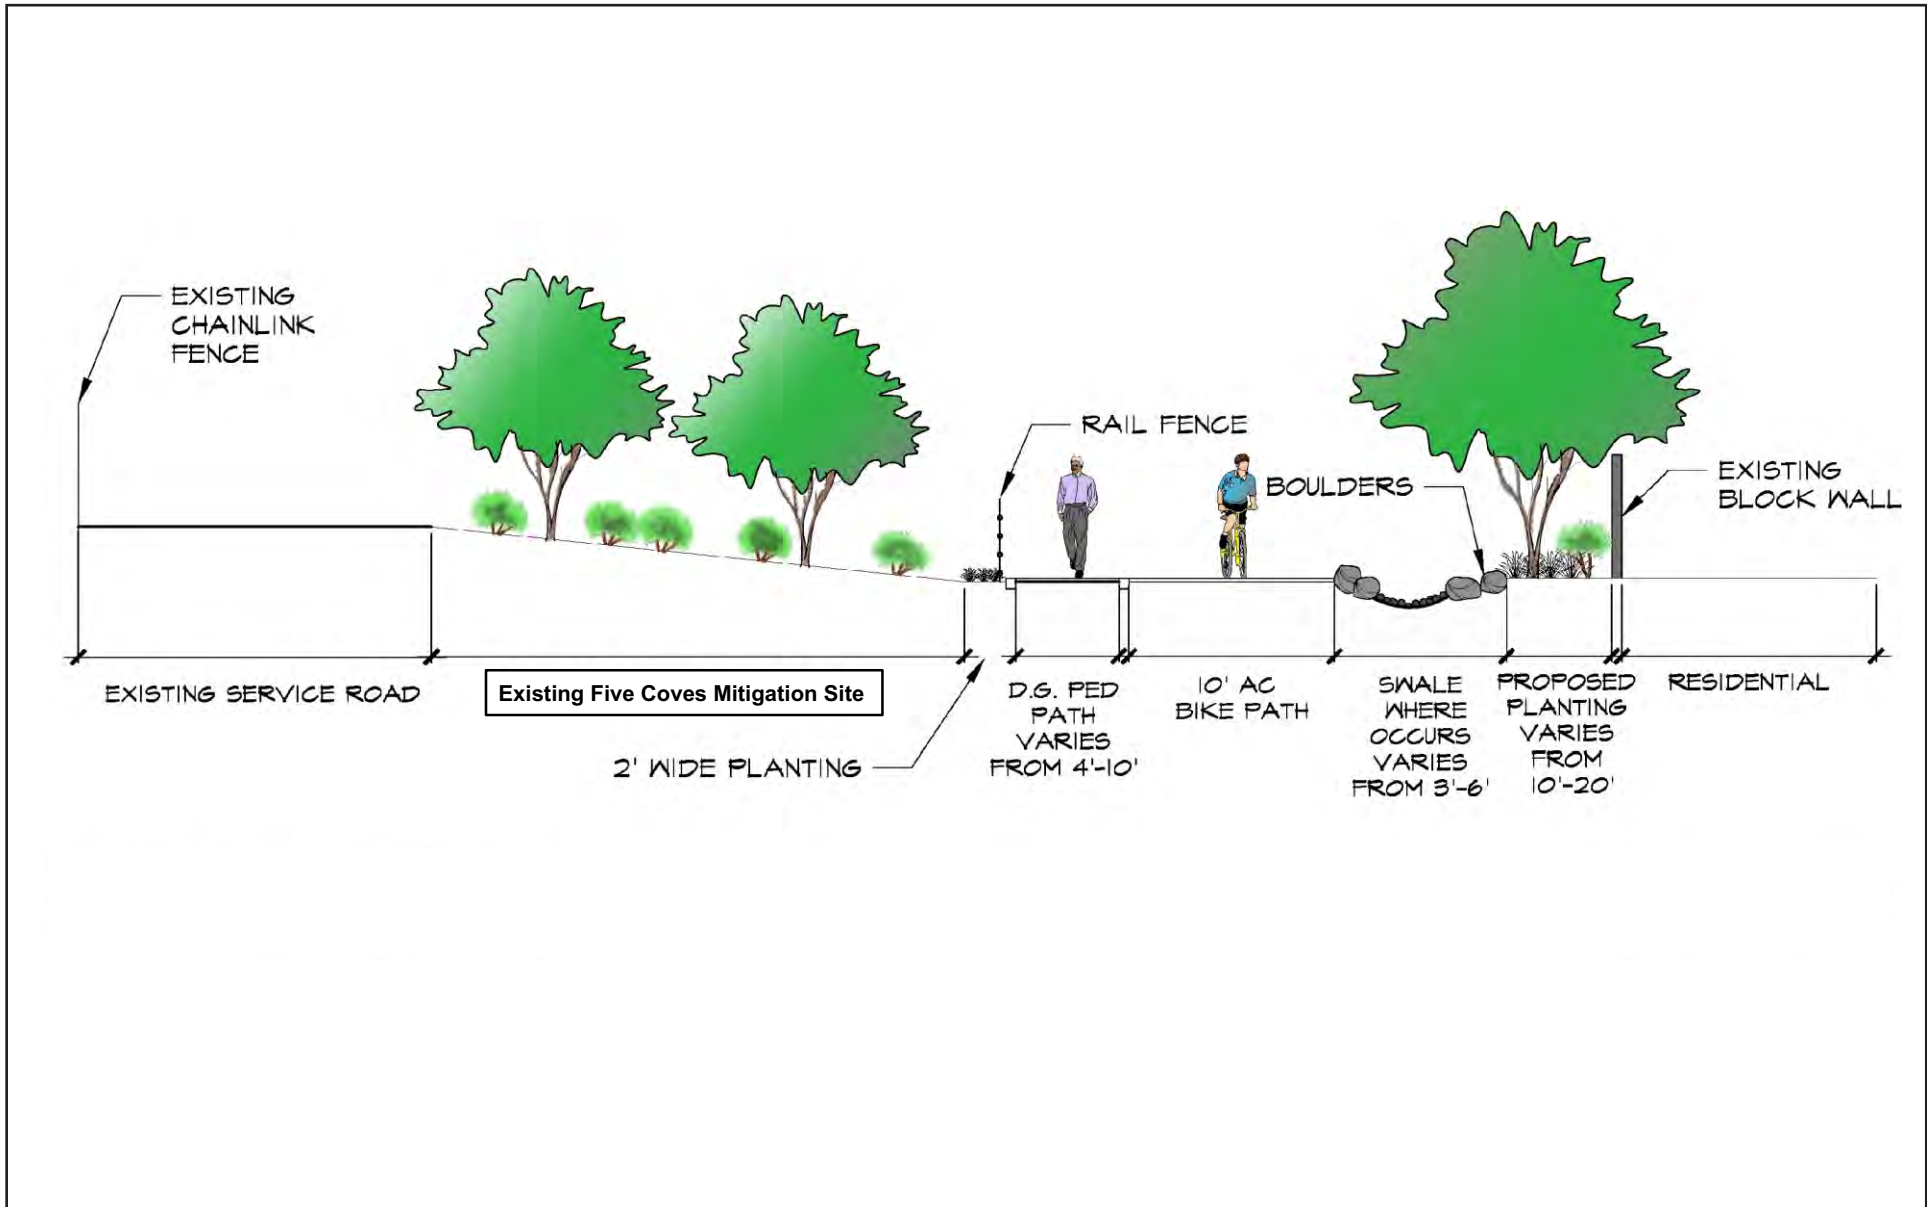 EXISTING
CHAINLINK
FENCE
RAIL FENCE
BOULDERS
EXISTING
BLOCK WALL
EXISTING SERVICE ROAD
Existing Five Coves Mitigation Site
2' WIDE PLANTING
D.G. PED
PATH
VARIES
FROM 4'-10'
10' AC
BIKE PATH
SWALE
WHERE
OCCURS
VARIES
FROM 3'-6'
PROPOSED
PLANTING
VARIES
FROM
10'-20'
RESIDENTIAL